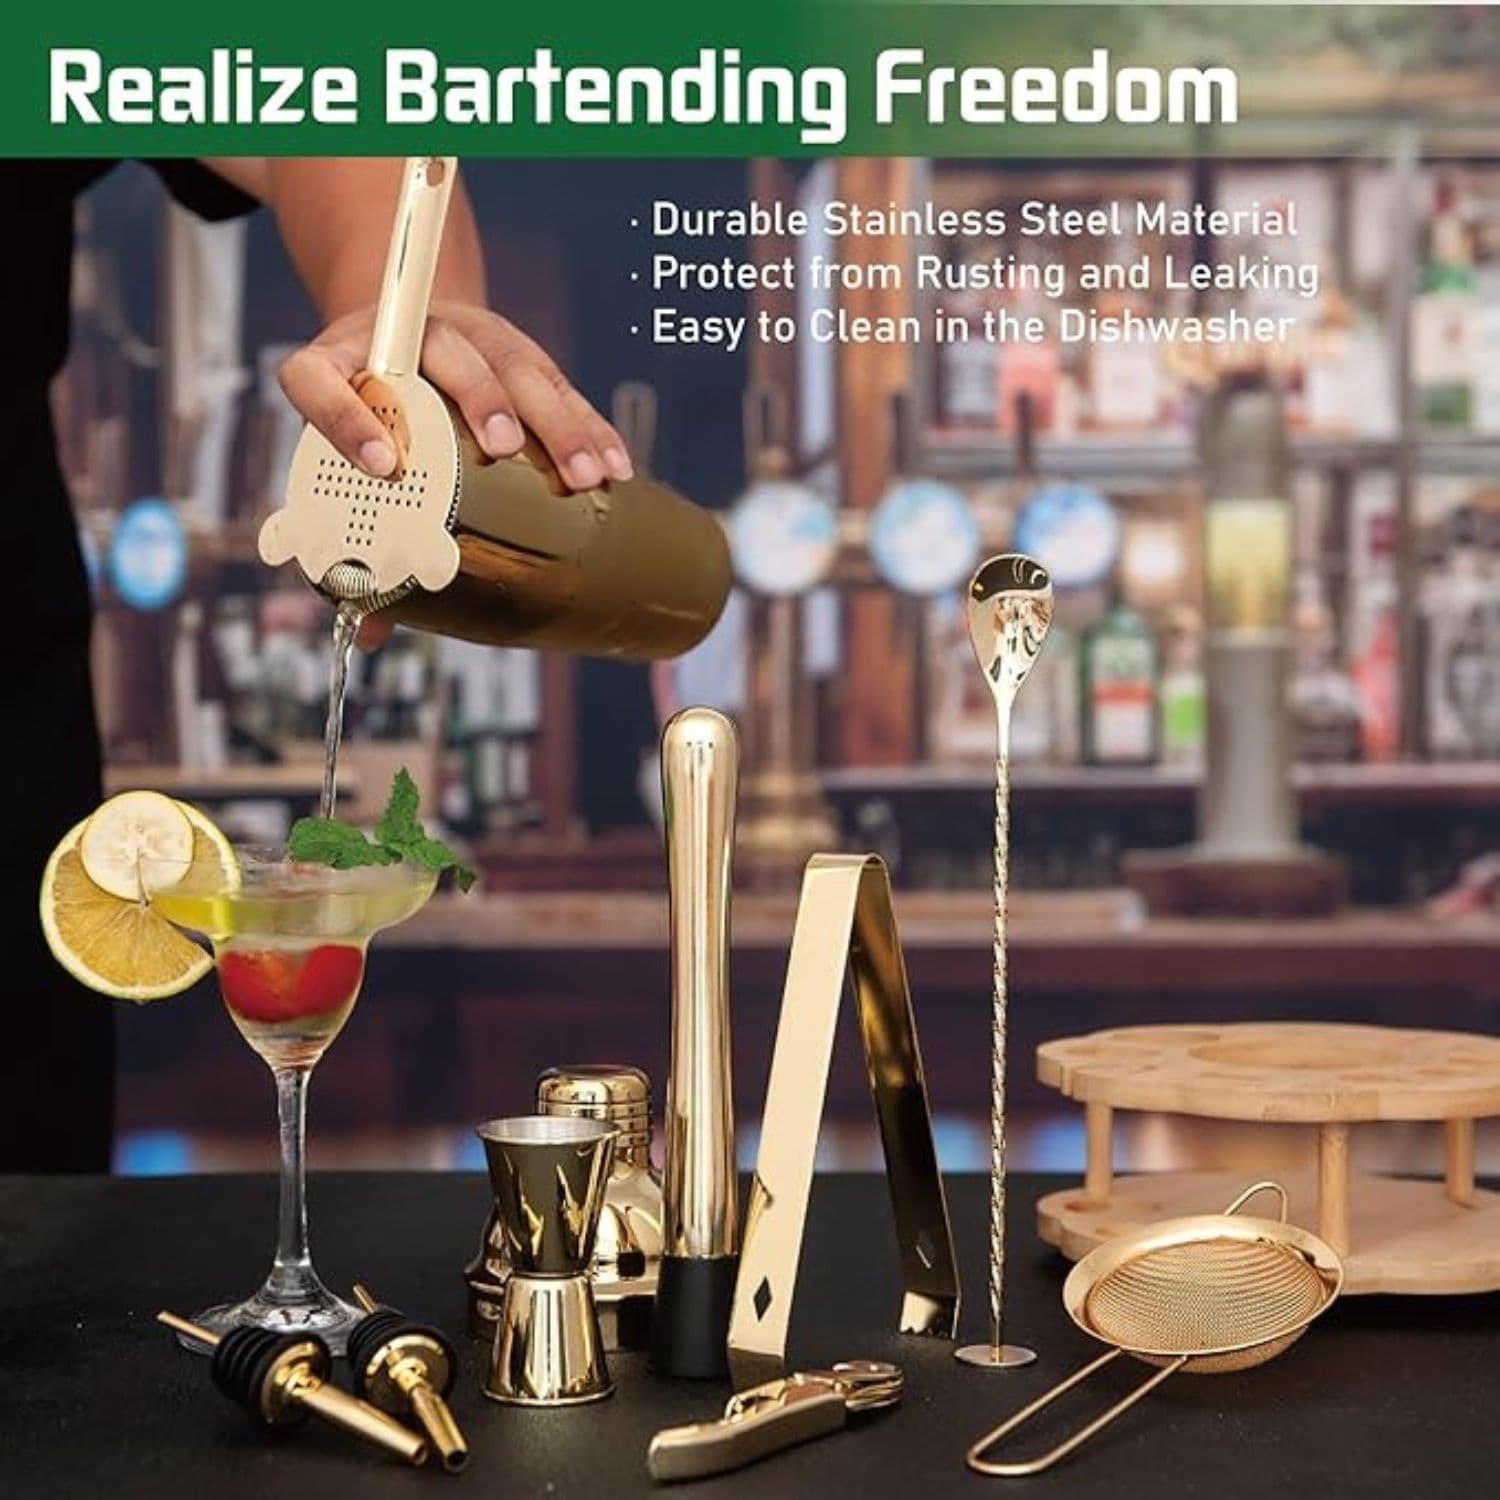 Realize Bartending Freedom
· Durable Stainless Steel Material
· Protect from Rusting and Leaking
· Easy to Clean in the Dishwasher